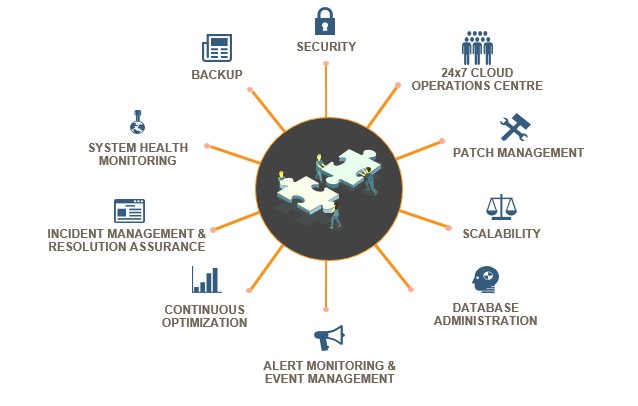 SECURITY
24x7 CLOUD
OPERATIONS CENTRE
PATCH MANAGEMENT
SCALABILITY
DATABASE
ADMINISTRATION
ALERT MONITORING &
EVENT MANAGEMENT
CONTINUOUS
OPTIMIZATION
INCIDENT MANAGEMENT &
RESOLUTION ASSURANCE
SYSTEM HEALTH
MONITORING
BACKUP